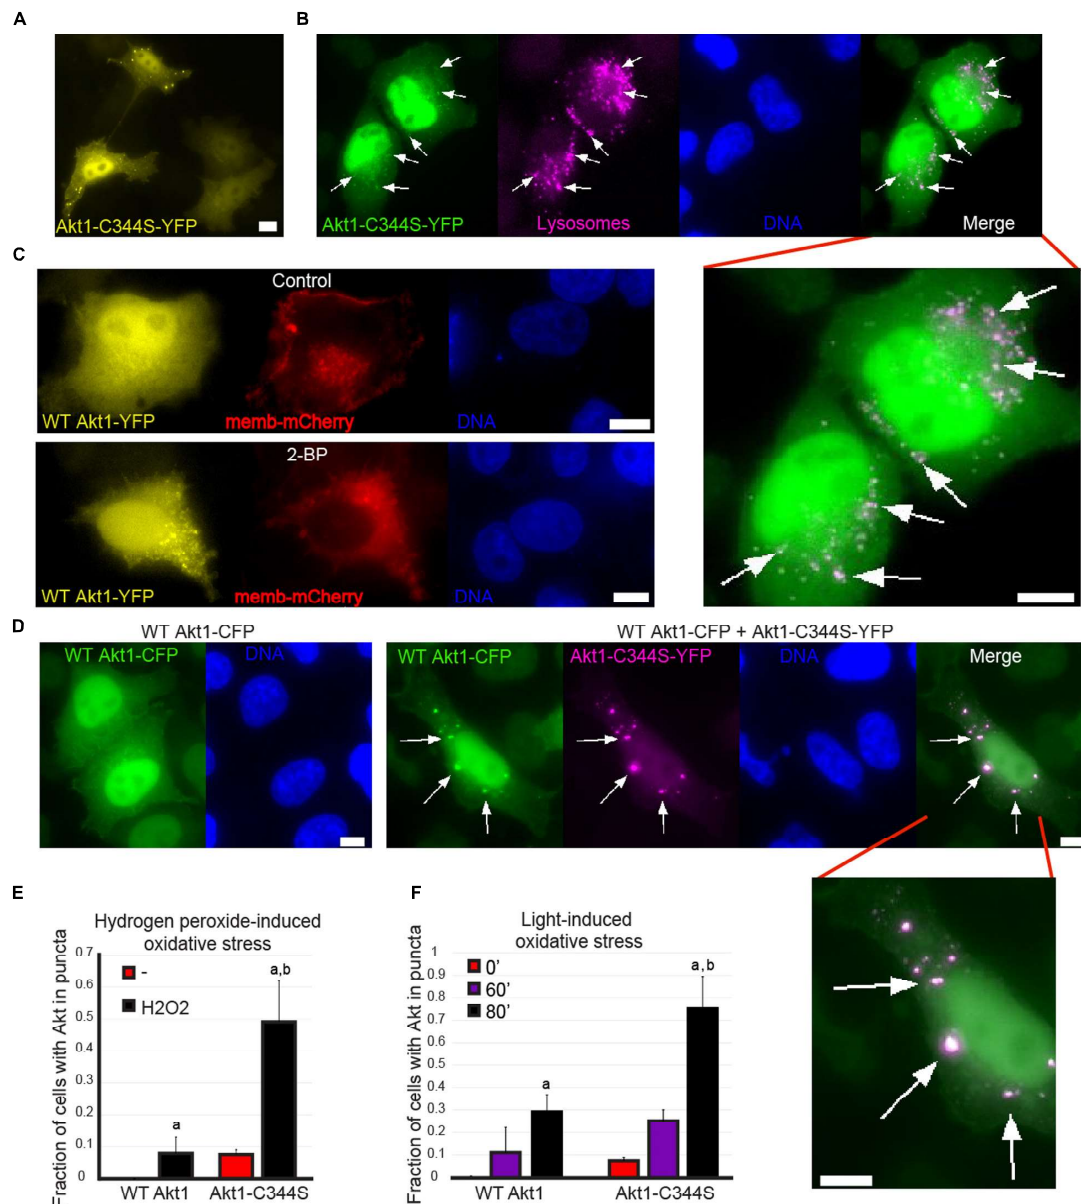 A
B
Akt1-C344S-YFP
Akt1-C344S-YFP
Lysosomes
DNA
Merge
C
Control
WT Akt1-YFP
memb-mCherry
DNA
2-BP
WT Akt1-YFP
memb-mCherry
DNA
D
WT Akt1-CFP
WT Akt1-CFP + Akt1-C344S-YFP
WT Akt1-CFP
DNA
WT Akt1-CFP
Akt1-C344S-YFP
DNA
Merge
E
Hydrogen peroxide-induced
oxidative stress
Fraction of cells with Akt in puncta
0.7
0.6
0.5
0.4
0.3
0.2
0.1
0
-
H2O2
a
a,b
WT Akt1
Akt1-C344S
F
Light-induced
oxidative stress
Fraction of cells with Akt in puncta
1
0.9
0.8
0.7
0.6
0.5
0.4
0.3
0.2
0.1
0
0'
60'
80'
a
a,b
WT Akt1
Akt1-C344S